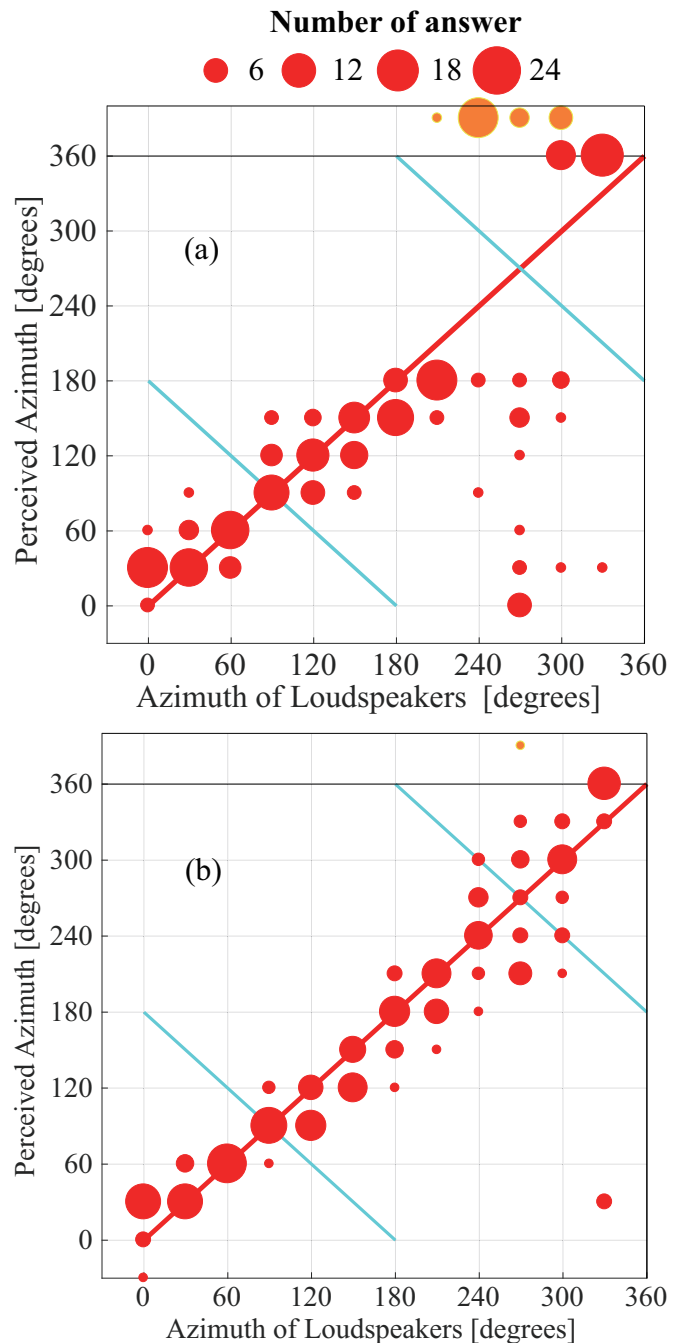 Number of answer
6 12 18 24
360
300
240
180
120
60
0
Perceived Azimuth [degrees]
(a)
0 60 120 180 240 300 360
Azimuth of Loudspeakers [degrees]
360
300
240
180
120
60
0
Perceived Azimuth [degrees]
(b)
0 60 120 180 240 300 360
Azimuth of Loudspeakers [degrees]